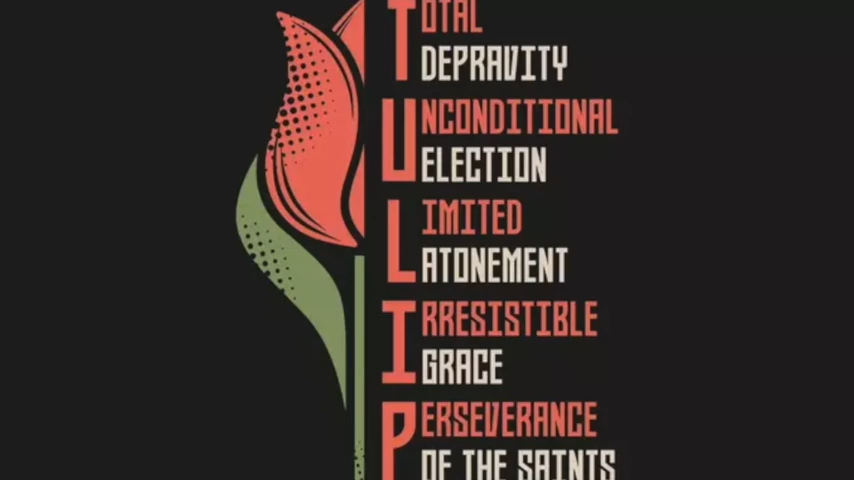 TOTAL
DEPRAVITY
UNCONDITIONAL
ELECTION
LIMITED
ATONEMENT
IRRESISTIBLE
GRACE
PERSEVERANCE
OF THE SAINTS